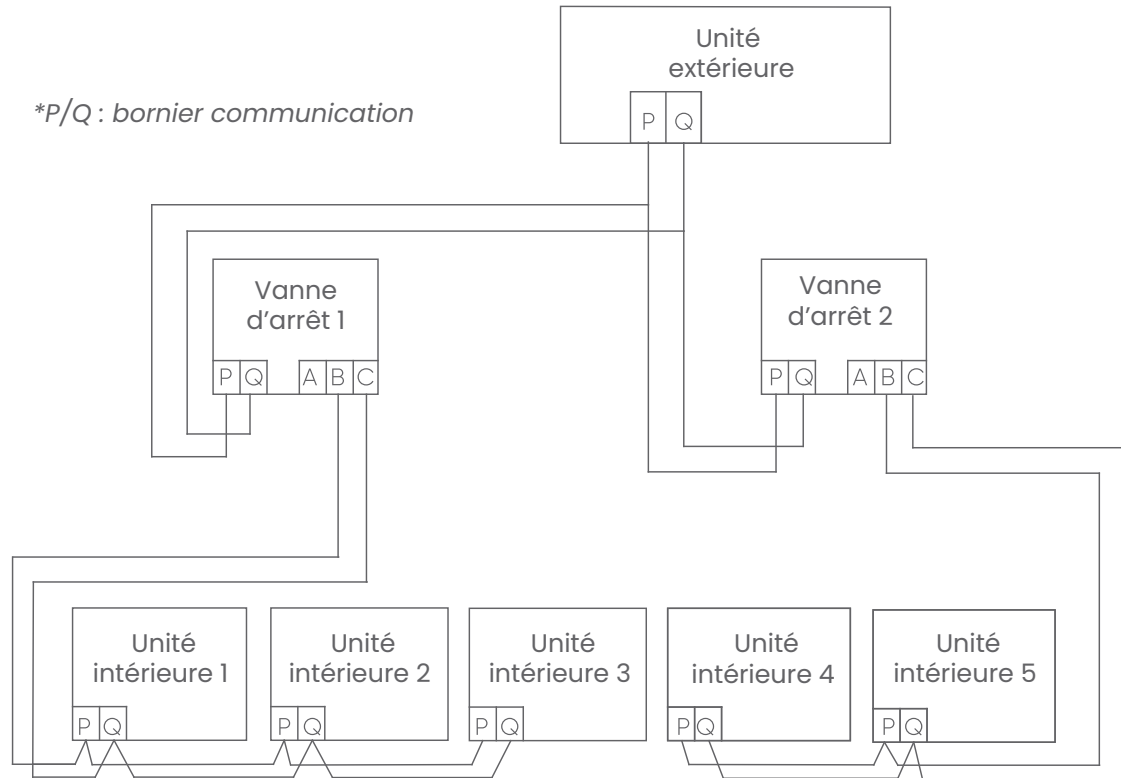 Unité
extérieure
*P/Q : bornier communication
P Q
Vanne
d'arrêt 1
P Q A B C
Vanne
d'arrêt 2
P Q A B C
Unité
intérieure 1
P Q
Unité
intérieure 2
P Q
Unité
intérieure 3
P Q
Unité
intérieure 4
P Q
Unité
intérieure 5
P Q